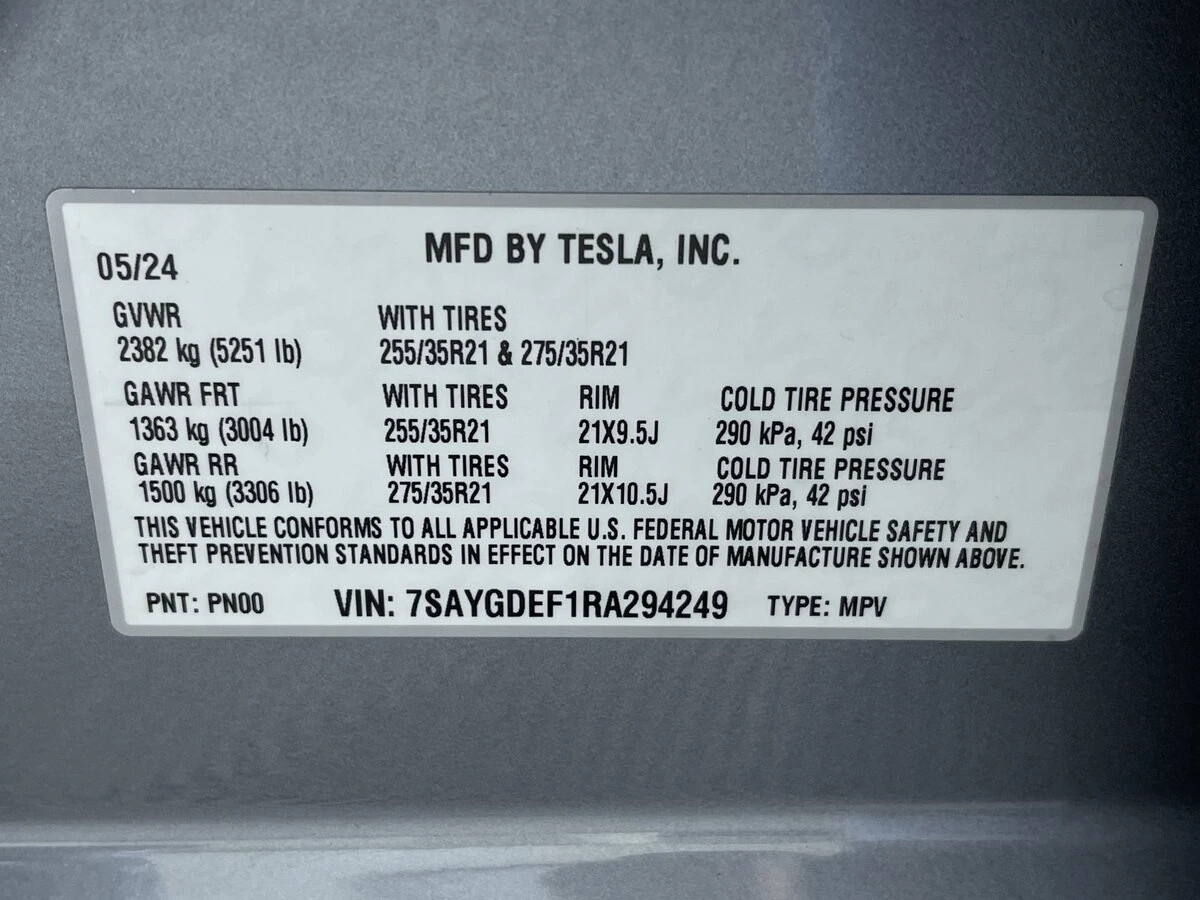 MFD BY TESLA, INC.
05/24
GVWR WITH TIRES
2382 kg (5251 lb) 255/35R21 & 275/35R21
GAWR FRT WITH TIRES RIM COLD TIRE PRESSURE
1363 kg (3004 lb) 255/35R21 21X9.5J 290 kPa, 42 psi
GAWR RR WITH TIRES RIM COLD TIRE PRESSURE
1500 kg (3306 lb) 275/35R21 21X10.5J 290 kPa, 42 psi
THIS VEHICLE CONFORMS TO ALL APPLICABLE U.S. FEDERAL MOTOR VEHICLE SAFETY AND
THEFT PREVENTION STANDARDS IN EFFECT ON THE DATE OF MANUFACTURE SHOWN ABOVE.
PNT: PN00 VIN: 7SAYGDEF1RA294249 TYPE: MPV